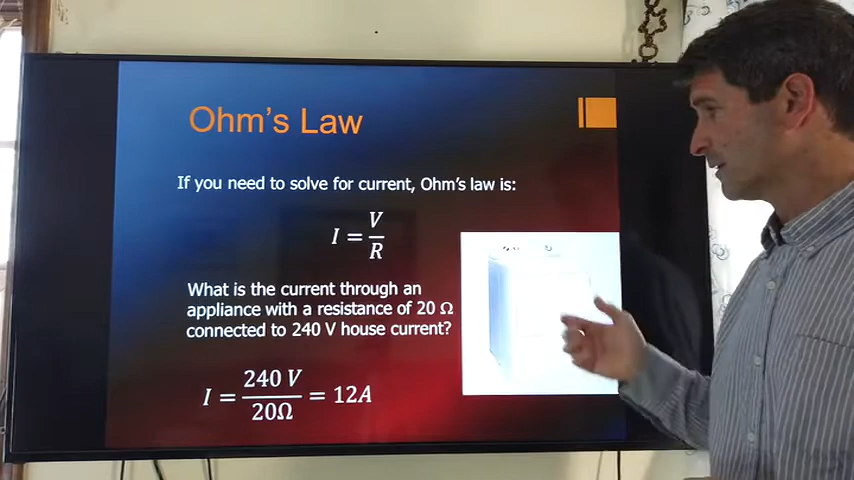 Ohm's Law
If you need to solve for current, Ohm's law is:
I = V/R
What is the current through an
appliance with a resistance of 20 Ω
connected to 240 V house current?
I = 240 V/20Ω = 12A